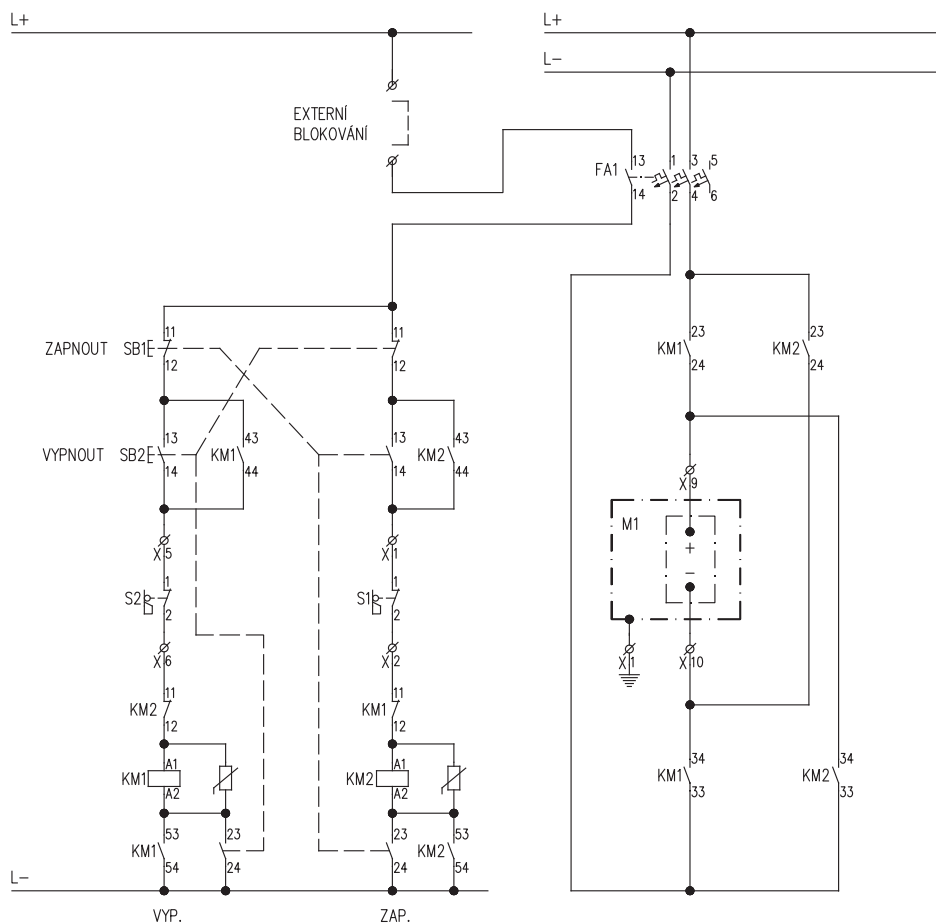 L+ L+
L-
EXTERNÍ
BLOKOVÁNÍ
13 1 3 5
FA1
14 2 4 6
11 11
ZAPNOUT SB1 23 23
12 12 KM1 KM2
24 24
13 43 13 43
VYPNOUT SB2 KM1 KM2
14 44 14 44
X 9
M1
+
X 5 X 1
-
1 1
S2 S1
2 2
X 6 X 2 X 1 X 10
11 11
KM2 KM1
12 12
A1 A1 34 34
KM1 KM2 KM1 KM2
A2 A2 33 33
53 23 23 53
KM1 KM2
54 24 24 54
L-
VYP. ZAP.